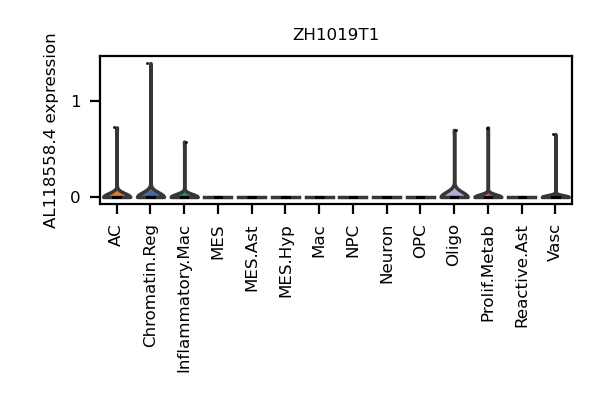 ZH1019T1
AL118558.4 expression
1
0
AC
Chromatin.Reg
Inflammatory.Mac
MES
MES.Ast
MES.Hyp
Mac
NPC
Neuron
OPC
Oligo
Prolif.Metab
Reactive.Ast
Vasc